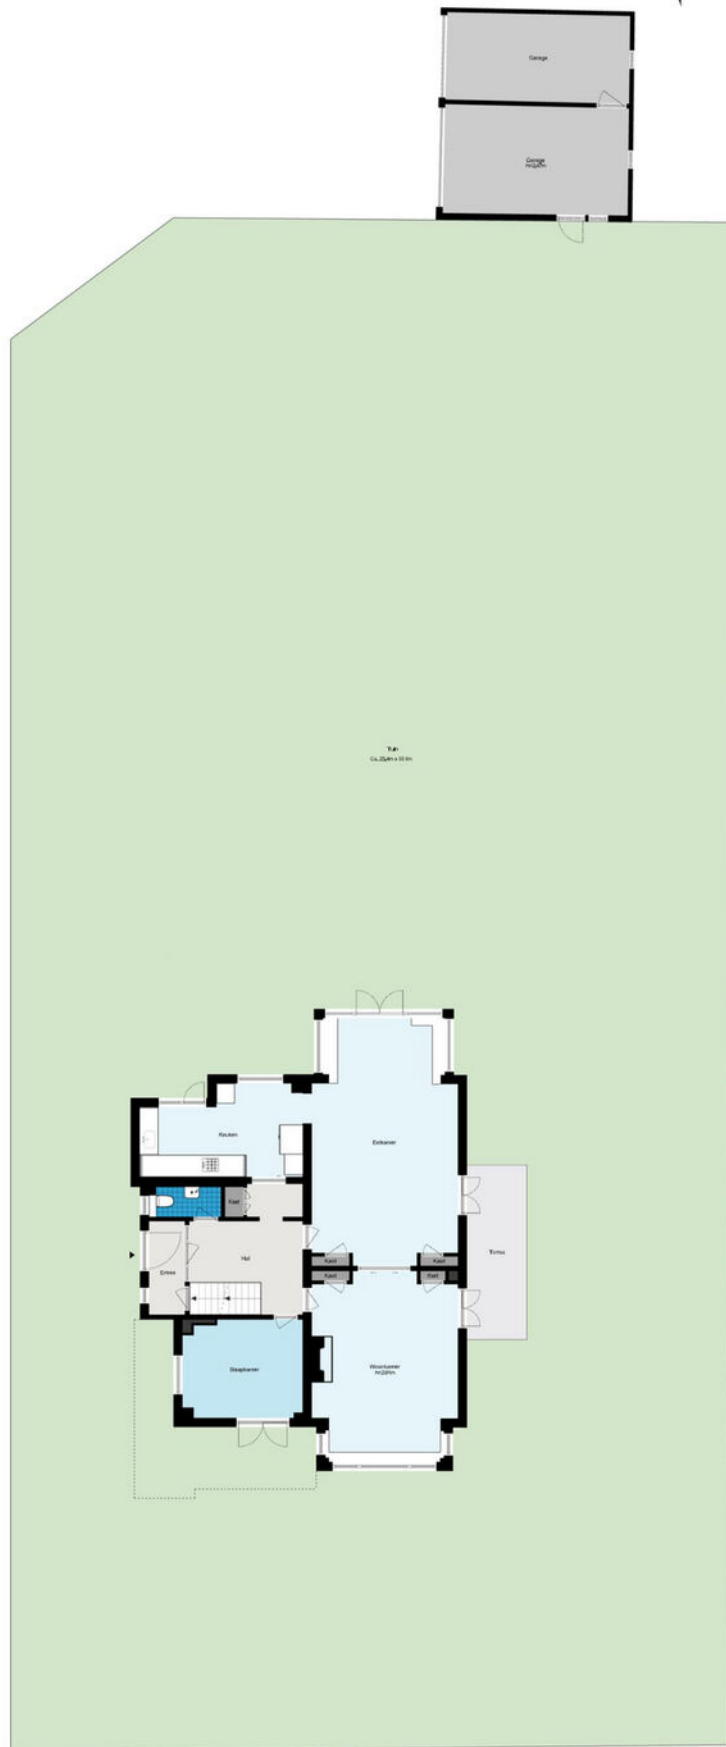 Garage
Garage
Tuin
Keuken
Eetkamer
Kast
Hal
Entree
Terras
Kast
Kast
Kast
Kast
Slaapkamer
Woonkamer